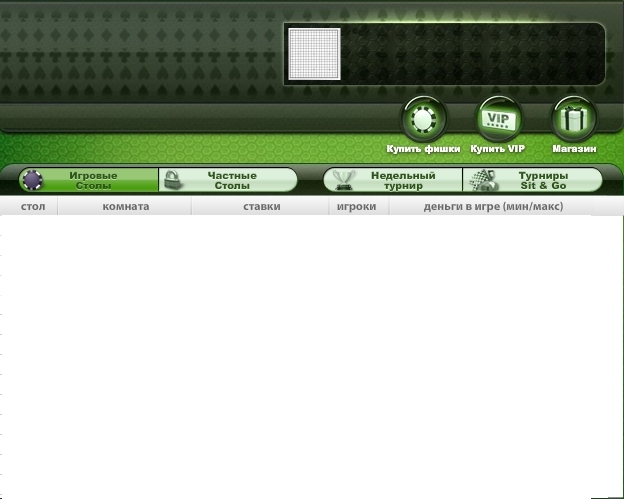 ViP
Купить фишки Купить VIP Магазин
Игровые Столы Частные Столы Недельный турнир Турниры Sit & Go
стол комната ставки игроки деньги в игре (мин/макс)